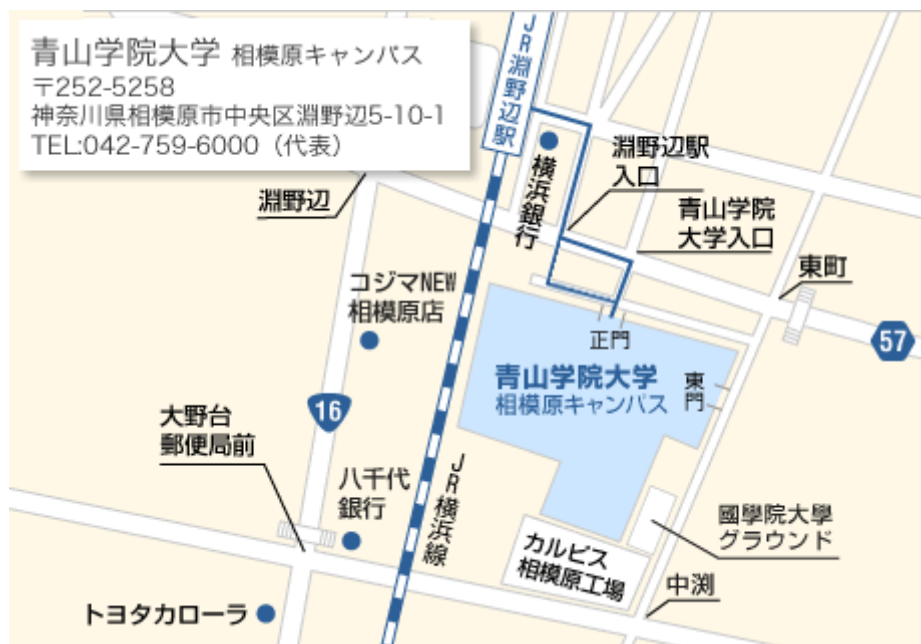 青山学院大学 相模原キャンパス
〒252-5258
神奈川県相模原市中央区淵野辺5-10-1
TEL:042-759-6000（代表）
JR淵野辺駅
横浜銀行
淵野辺駅
入口
淵野辺
青山学院
大学入口
東町
コジマNEW
相模原店
正門
57
青山学院大学
相模原キャンパス
東門
16
大野台
郵便局前
八千代
銀行
JR横浜線
國學院大學
グラウンド
カルピス
相模原工場
中渕
トヨタカローラ